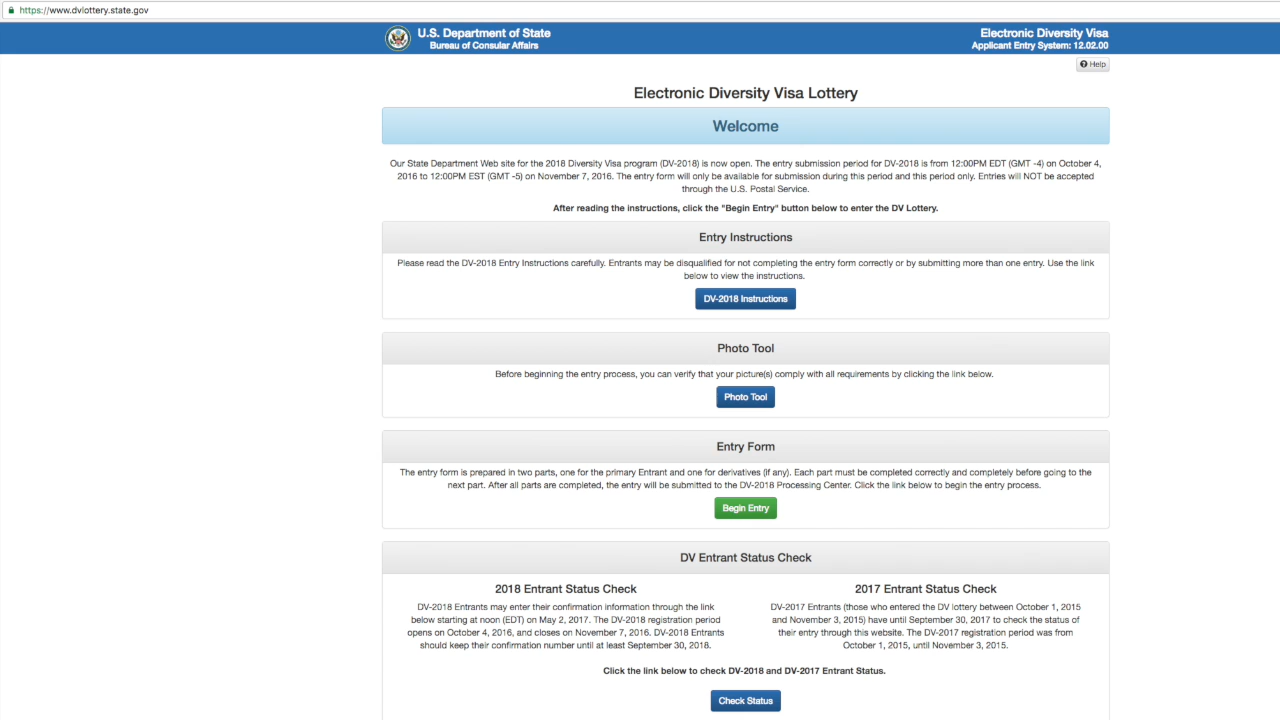 https://www.dvlottery.state.gov
U.S. Department of State
Bureau of Consular Affairs
Electronic Diversity Visa
Applicant Entry System: 12.02.00
Help
Electronic Diversity Visa Lottery
Welcome
Our State Department Web site for the 2018 Diversity Visa program (DV-2018) is now open. The entry submission period for DV-2018 is from 12:00PM EDT (GMT -4) on October 4,
2016 to 12:00PM EST (GMT -5) on November 7, 2016. The entry form will only be available for submission during this period and this period only. Entries will NOT be accepted
through the U.S. Postal Service.
After reading the instructions, click the "Begin Entry" button below to enter the DV Lottery.
Entry Instructions
Please read the DV-2018 Entry Instructions carefully. Entrants may be disqualified for not completing the entry form correctly or by submitting more than one entry. Use the link
below to view the instructions.
DV-2018 Instructions
Photo Tool
Before beginning the entry process, you can verify that your picture(s) comply with all requirements by clicking the link below.
Photo Tool
Entry Form
The entry form is prepared in two parts, one for the primary Entrant and one for derivatives (if any). Each part must be completed correctly and completely before going to the
next part. After all parts are completed, the entry will be submitted to the DV-2018 Processing Center. Click the link below to begin the entry process.
Begin Entry
DV Entrant Status Check
2018 Entrant Status Check
DV-2018 Entrants may enter their confirmation information through the link
below starting at noon (EDT) on May 2, 2017. The DV-2018 registration period
opens on October 4, 2016, and closes on November 7, 2016. DV-2018 Entrants
should keep their confirmation number until at least September 30, 2018.
2017 Entrant Status Check
DV-2017 Entrants (those who entered the DV lottery between October 1, 2015
and November 3, 2015) have until September 30, 2017 to check the status of
their entry through this website. The DV-2017 registration period was from
October 1, 2015, until November 3, 2015.
Click the link below to check DV-2018 and DV-2017 Entrant Status.
Check Status